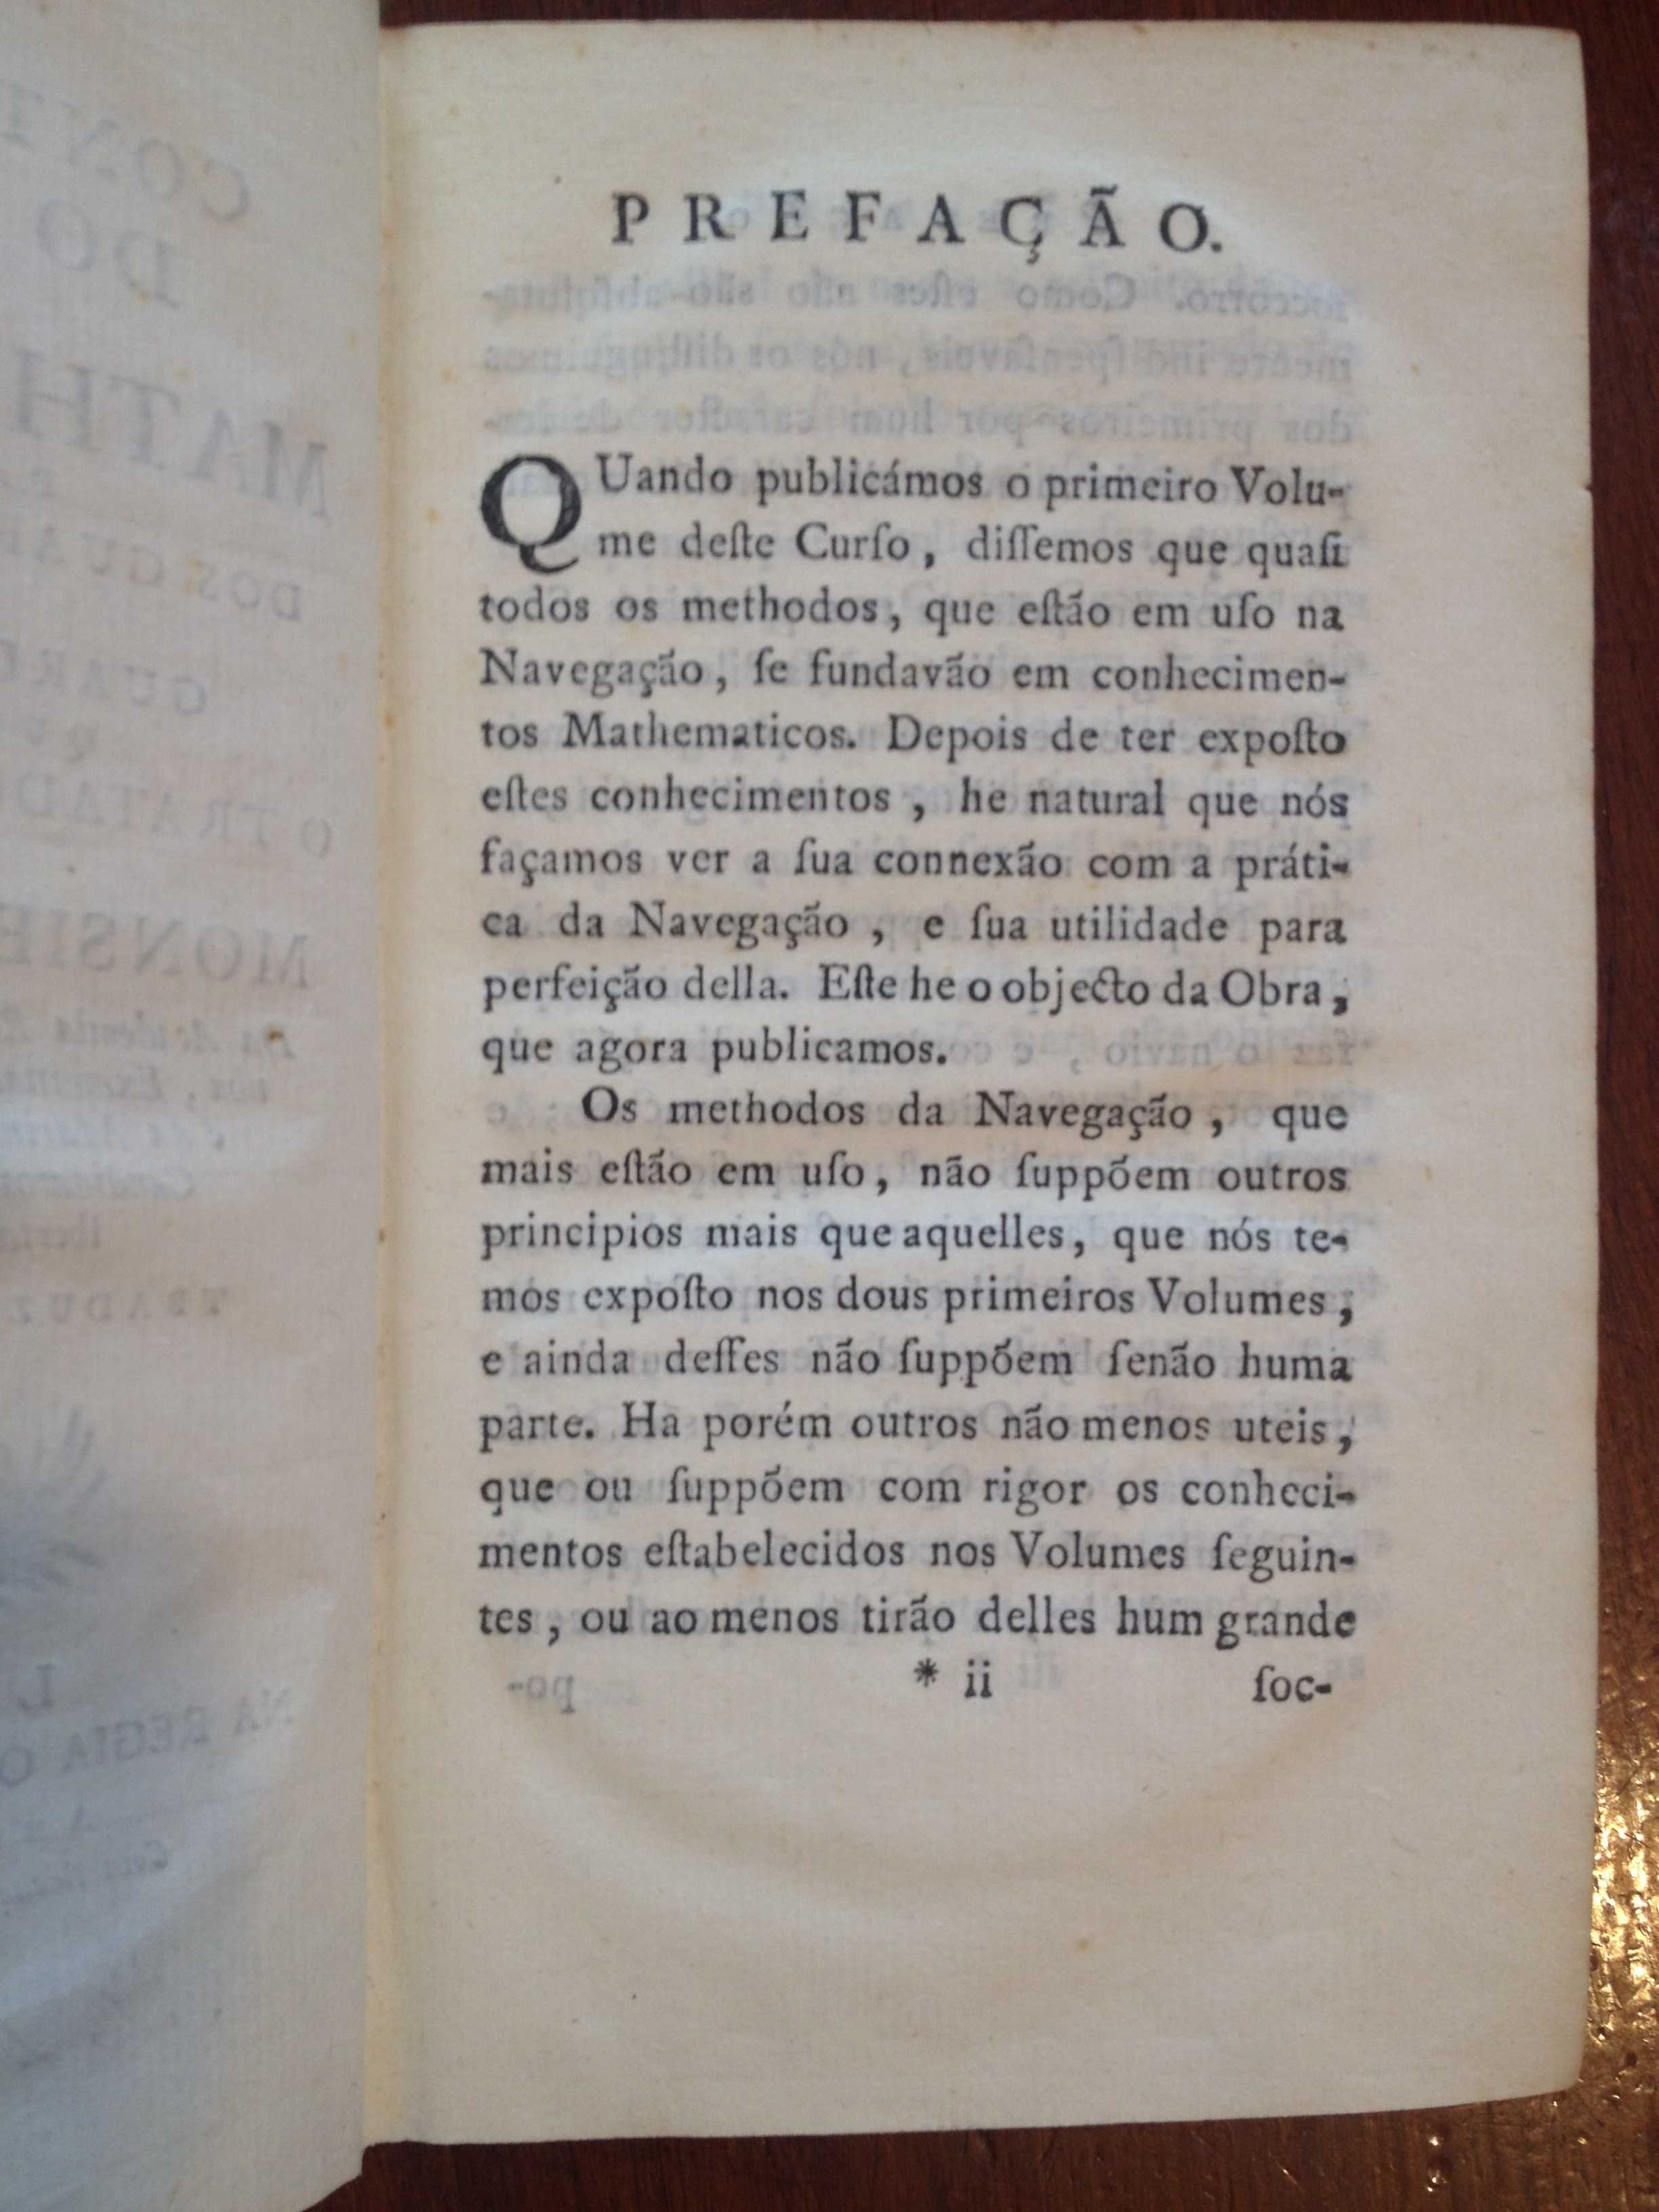 PREFAÇÃO.
QUando publicámos o primeiro Volu-
me deſte Curſo, diſſemos que quaſi
todos os methodos, que eſtão em uſo na
Navegação, ſe fundavão em conhecimen-
tos Mathematicos. Depois de ter expoſto
eſtes conhecimentos, he natural que nós
façamos ver a ſua connexão com a práti-
ca da Navegação, e ſua utilidade para
perfeição della. Eſte he o objecto da Obra,
que agora publicamos.
Os methodos da Navegação, que
mais eſtão em uſo, não ſuppõem outros
principios mais que aquelles, que nós te-
mos expoſto nos dous primeiros Volumes,
e ainda deſſes não ſuppõem ſenão huma
parte. Ha porém outros não menos uteis,
que ou ſuppõem com rigor os conheci-
mentos eſtabelecidos nos Volumes ſeguin-
tes, ou ao menos tirão delles hum grande
* ii ſoc-